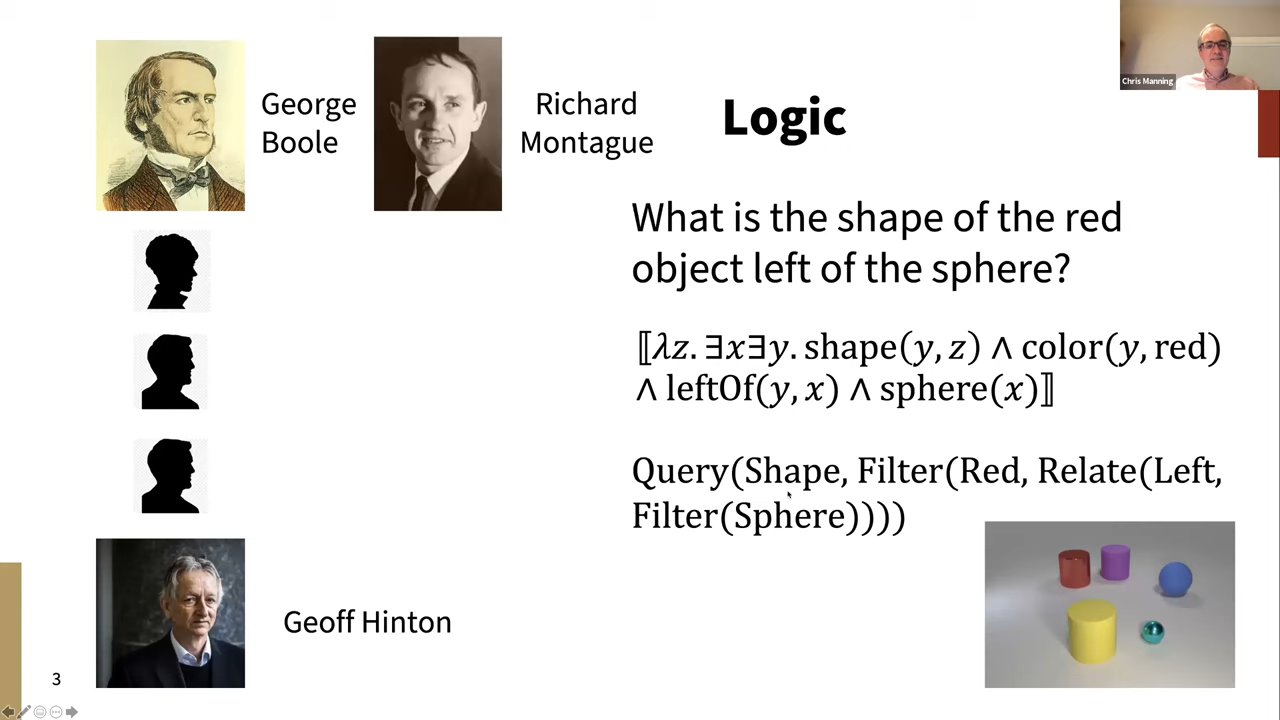 George
Boole
Richard
Montague
Logic
Chris Manning
What is the shape of the red
object left of the sphere?
⟦λz. ∃x∃y. shape(y, z) ∧ color(y, red)
∧ leftOf(y, x) ∧ sphere(x)⟧
Query(Shape, Filter(Red, Relate(Left,
Filter(Sphere))))
Geoff Hinton
3